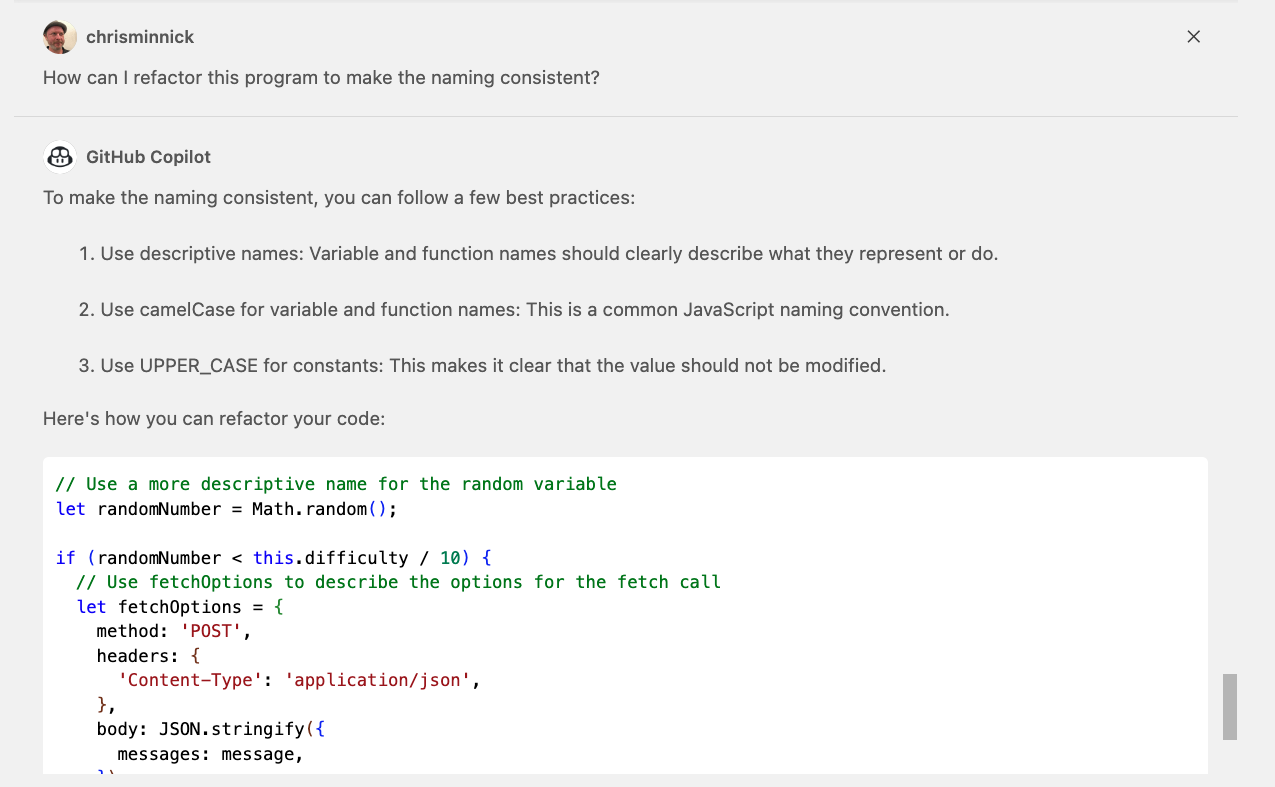 chrisminnick
How can I refactor this program to make the naming consistent?
GitHub Copilot
To make the naming consistent, you can follow a few best practices:
1. Use descriptive names: Variable and function names should clearly describe what they represent or do.
2. Use camelCase for variable and function names: This is a common JavaScript naming convention.
3. Use UPPER_CASE for constants: This makes it clear that the value should not be modified.
Here's how you can refactor your code:
// Use a more descriptive name for the random variable
let randomNumber = Math.random();
if (randomNumber < this.difficulty / 10) {
  // Use fetchOptions to describe the options for the fetch call
  let fetchOptions = {
    method: 'POST',
    headers: {
      'Content-Type': 'application/json',
    },
    body: JSON.stringify({
      messages: message,